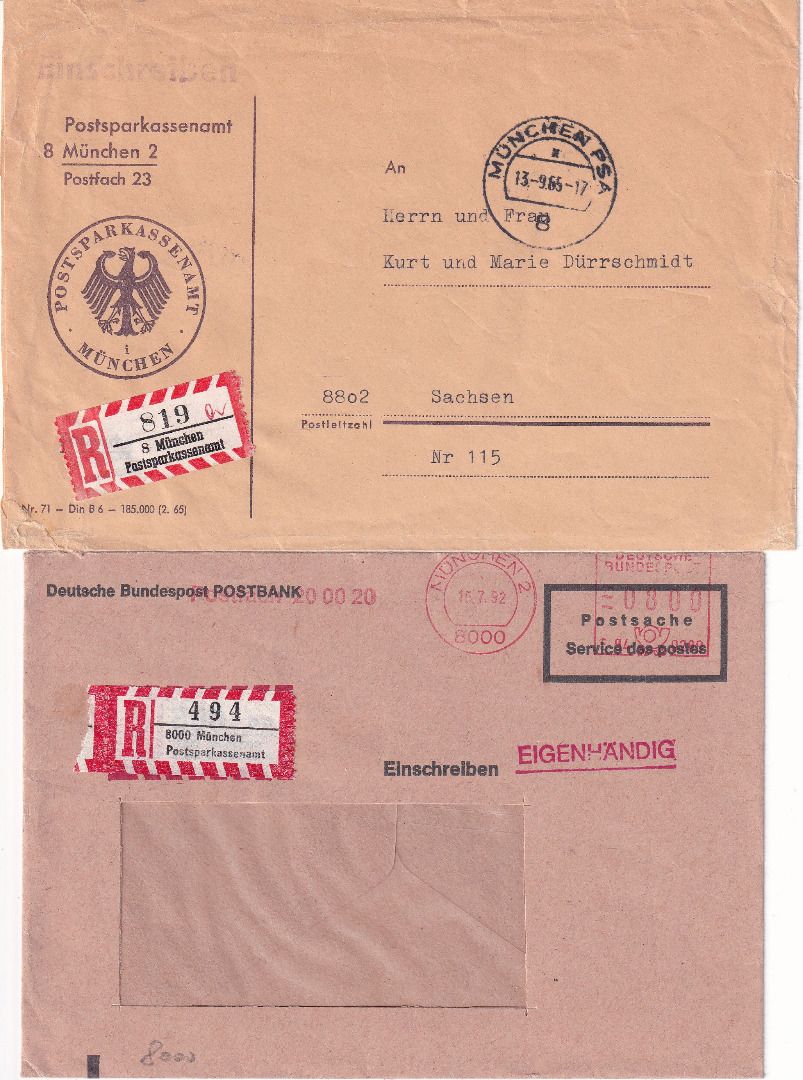 Einschreiben
Postsparkassenamt
8 München 2
Postfach 23
POSTSPARKASSENAMT
i
MÜNCHEN
R
819
8 München
Postsparkassenamt
Nr. 71 — Din B 6 — 185.000 (2. 65)
MÜNCHEN PSA
13.-9.65-17
8
An
Herrn und Frau
Kurt und Marie Dürrschmidt
88o2 Sachsen
Postleitzahl
Nr 115
Deutsche Bundespost POSTBANK
Postfach 20 00 20
MÜNCHEN 2
15.7.92
8000
DEUTSCHE
BUNDESPOST
0800
Postsache
Service des postes
R
494
8000 München
Postsparkassenamt
Einschreiben
EIGENHÄNDIG
8000